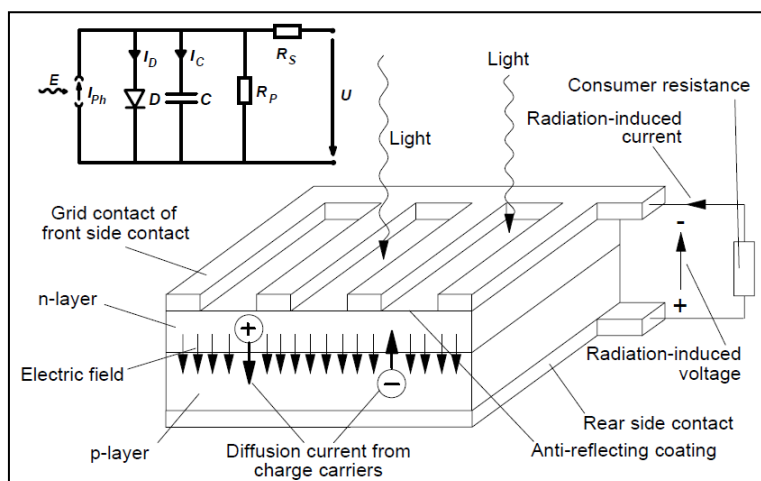 I_D
I_C
R_S
E
I_Ph
D
C
R_P
U
Light
Light
Consumer resistance
Radiation-induced
current
Grid contact of
front side contact
n-layer
+
-
+
Electric field
−
Radiation-induced
voltage
Rear side contact
p-layer
Diffusion current from
charge carriers
Anti-reflecting coating